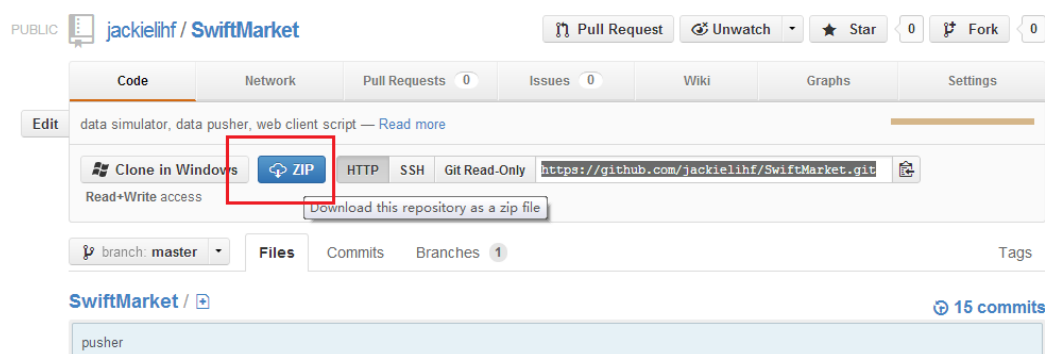 PUBLIC jackielihf / SwiftMarket Pull Request Unwatch Star 0 Fork 0
Code Network Pull Requests 0 Issues 0 Wiki Graphs Settings
Edit data simulator, data pusher, web client script — Read more
Clone in Windows ZIP HTTP SSH Git Read-Only https://github.com/jackielihf/SwiftMarket.git
Read+Write access
Download this repository as a zip file
branch: master Files Commits Branches 1 Tags
SwiftMarket / 15 commits
pusher